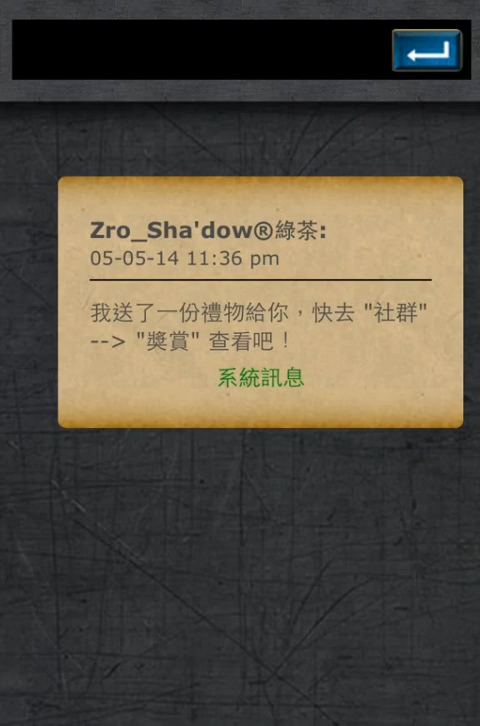 Zro_Sha'dow®綠茶:
05-05-14 11:36 pm
我送了一份禮物給你，快去 "社群"
--> "獎賞" 查看吧！
系統訊息